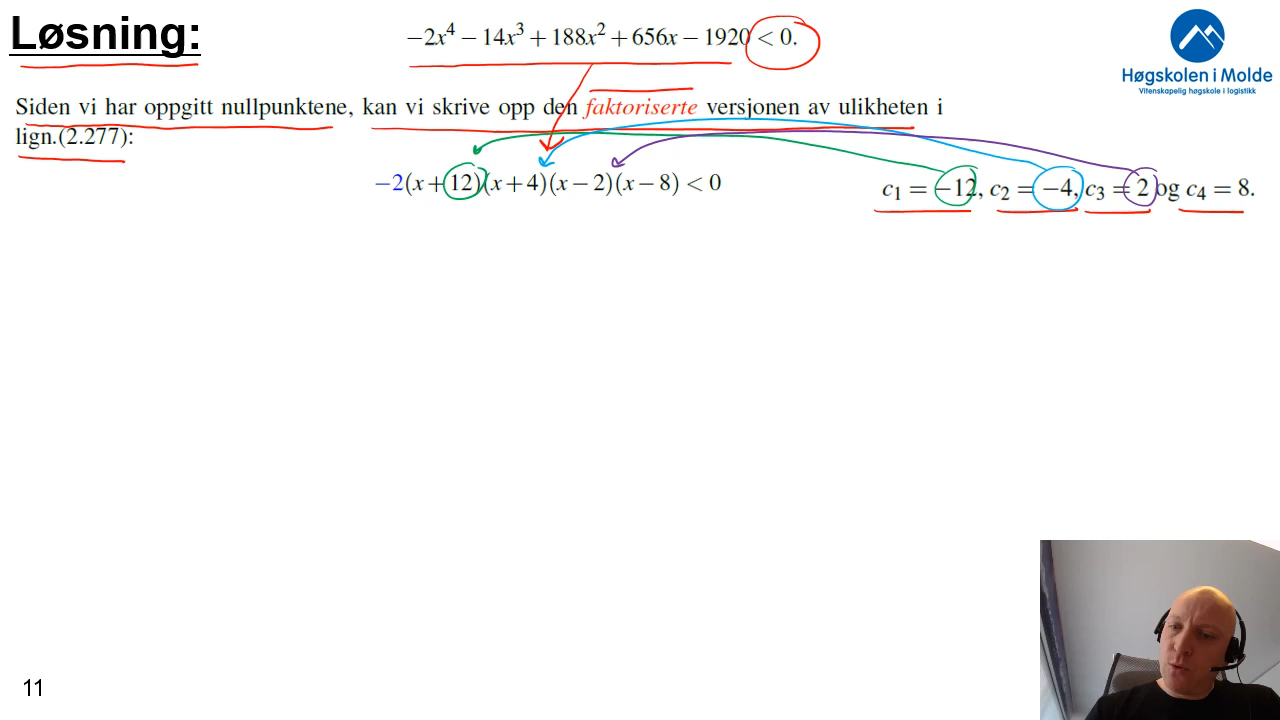 Løsning:
−2x⁴ − 14x³ + 188x² + 656x − 1920 < 0.
Høgskolen i Molde
Vitenskapelig høgskole i logistikk
Siden vi har oppgitt nullpunktene, kan vi skrive opp den faktoriserte versjonen av ulikheten i
lign.(2.277):
−2(x+12)(x+4)(x−2)(x−8) < 0
c₁ = −12, c₂ = −4, c₃ = 2 og c₄ = 8.
11